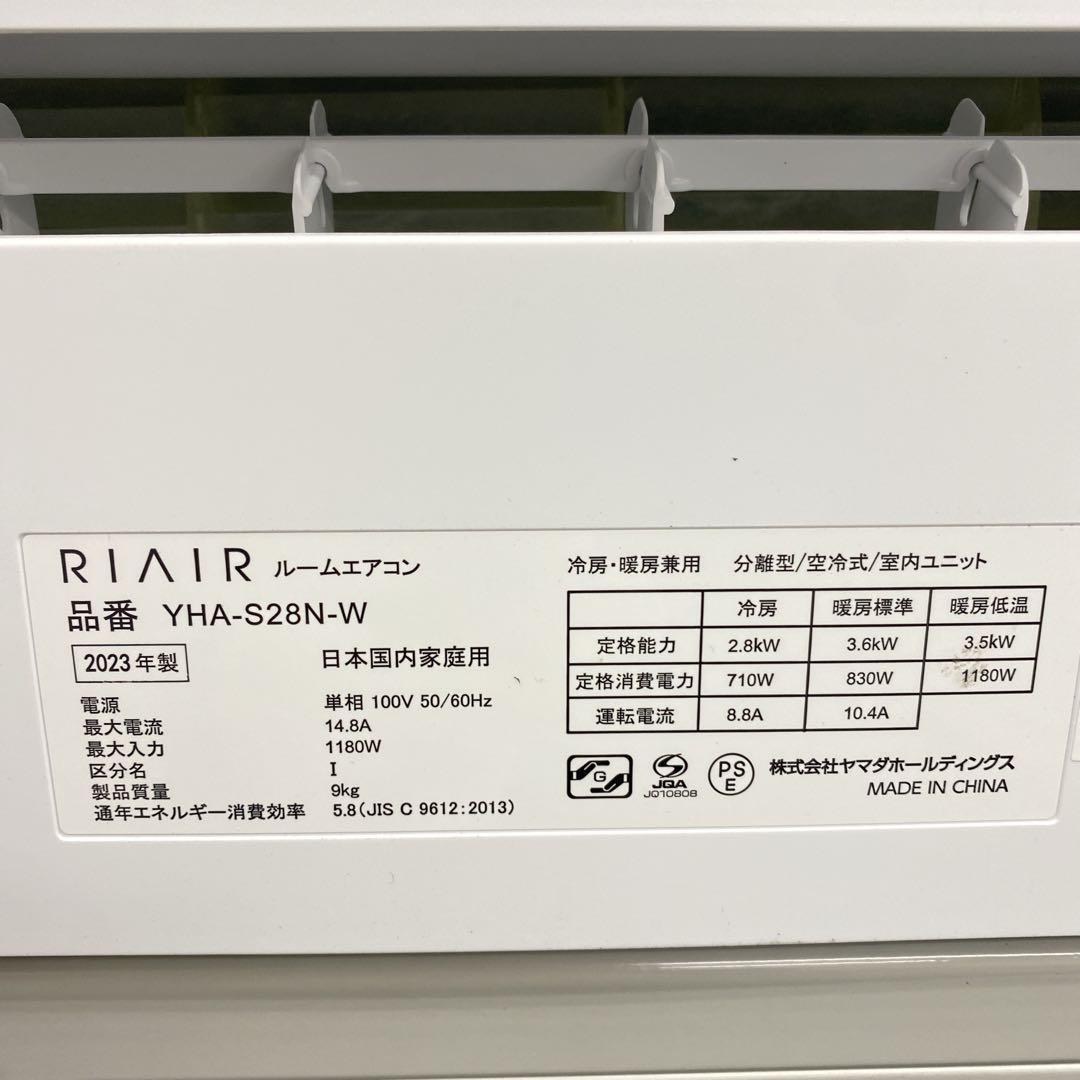 RIAIR ルームエアコン
品番 YHA-S28N-W
2023年製 日本国内家庭用
電源 単相 100V 50/60Hz
最大電流 14.8A
最大入力 1180W
区分名 I
製品質量 9kg
通年エネルギー消費効率 5.8(JIS C 9612:2013)
冷房・暖房兼用 分離型/空冷式/室内ユニット
冷房 暖房標準 暖房低温
定格能力 2.8kW 3.6kW 3.5kW
定格消費電力 710W 830W 1180W
運転電流 8.8A 10.4A
G JQA JQ10808 PSE 株式会社ヤマダホールディングス
MADE IN CHINA